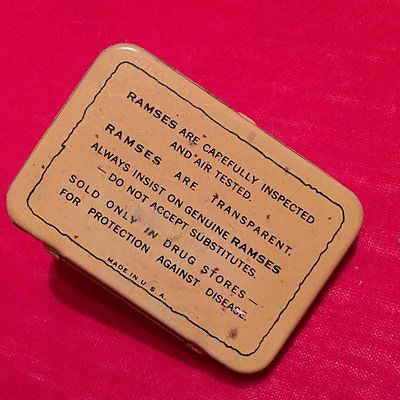 RAMSES ARE CAREFULLY INSPECTED
AND AIR TESTED.
RAMSES ARE TRANSPARENT.
ALWAYS INSIST ON GENUINE RAMSES
— DO NOT ACCEPT SUBSTITUTES.
SOLD ONLY IN DRUG STORES —
FOR PROTECTION AGAINST DISEASE.
MADE IN U.S.A.